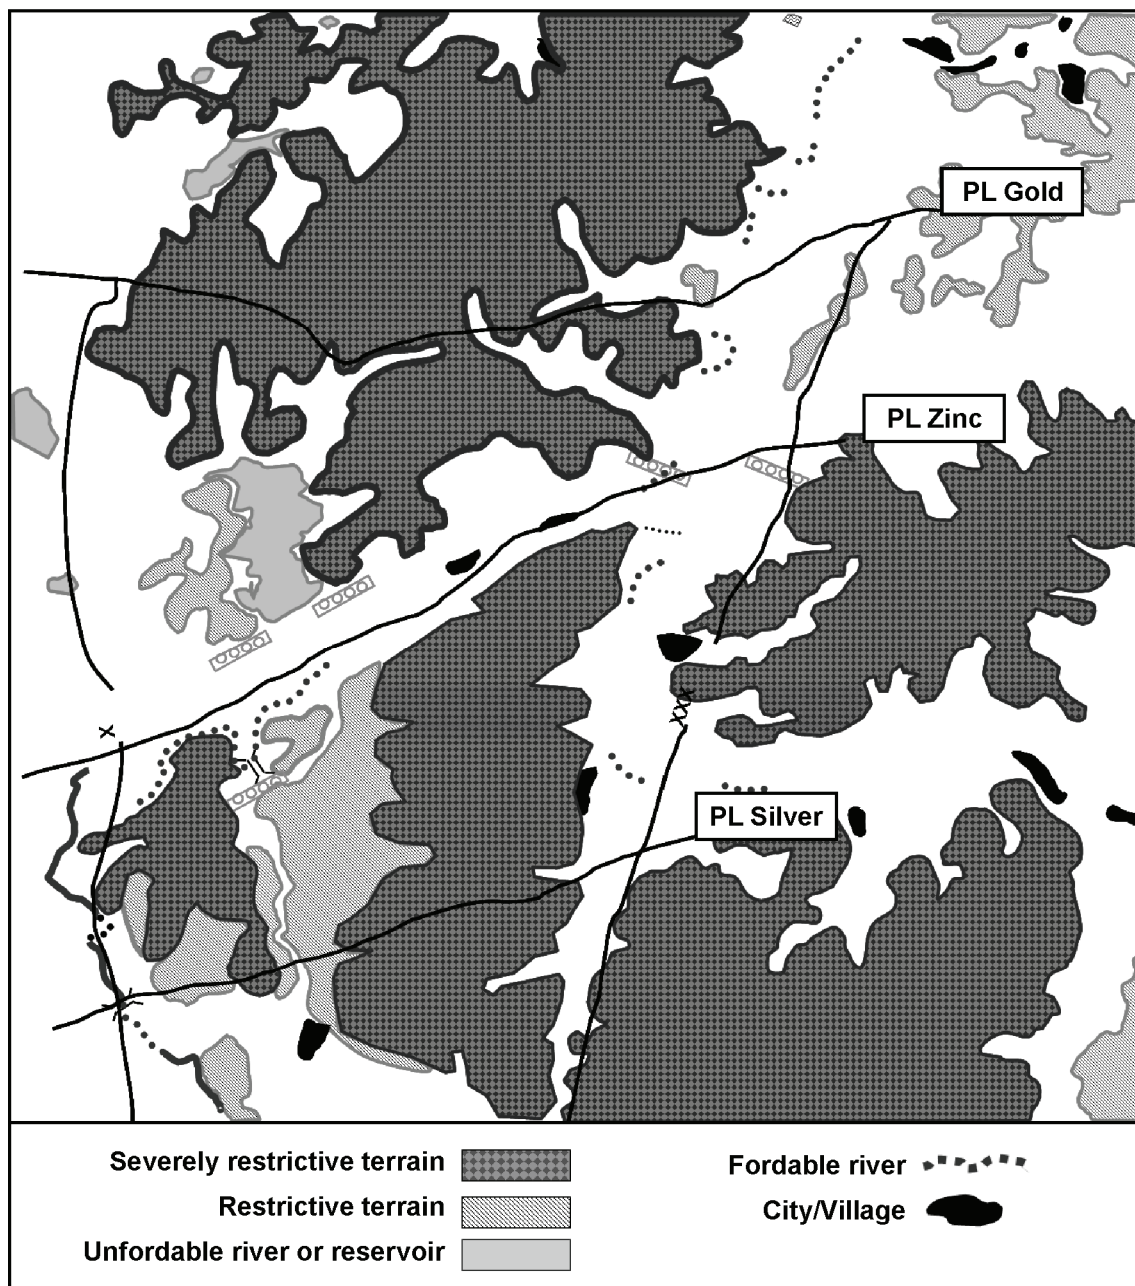 PL Gold
PL Zinc
X
XXX
PL Silver
Severely restrictive terrain
Restrictive terrain
Unfordable river or reservoir
Fordable river
City/Village